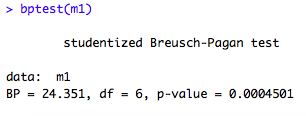 > bptest(m1)
studentized Breusch-Pagan test
data:  m1
BP = 24.351, df = 6, p-value = 0.0004501